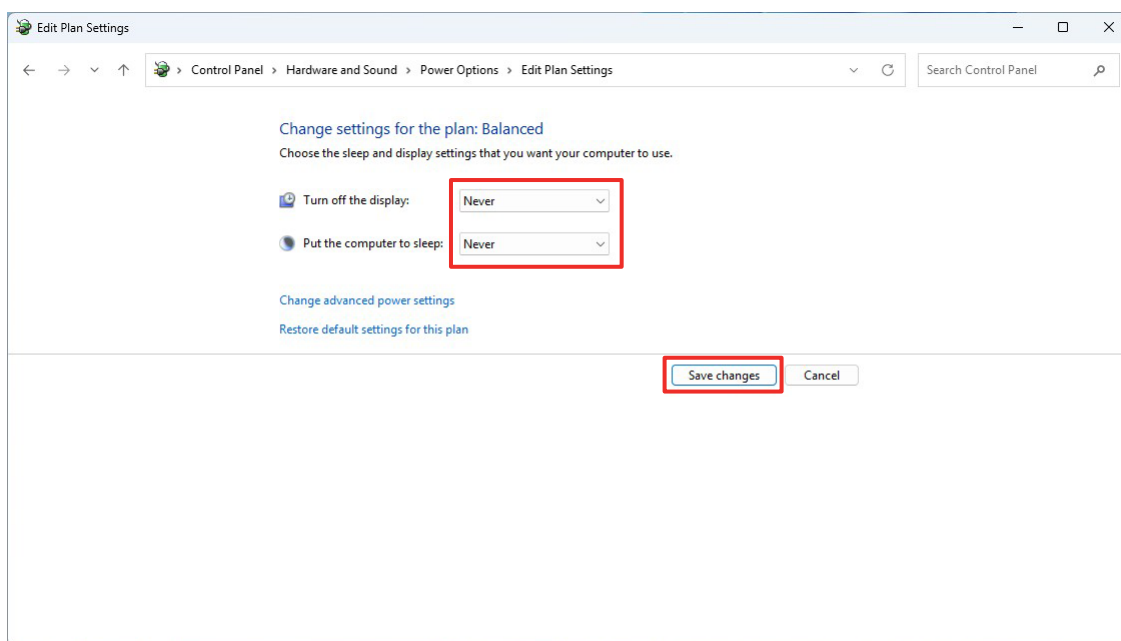 Edit Plan Settings
Control Panel > Hardware and Sound > Power Options > Edit Plan Settings
Search Control Panel
Change settings for the plan: Balanced
Choose the sleep and display settings that you want your computer to use.
Turn off the display: Never
Put the computer to sleep: Never
Change advanced power settings
Restore default settings for this plan
Save changes Cancel